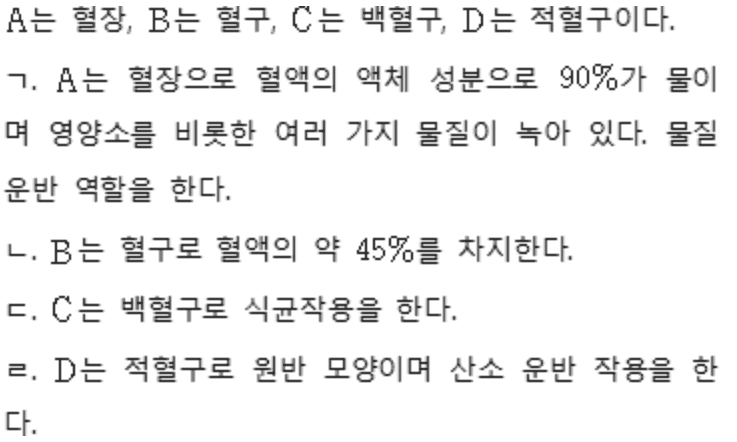 A는 혈장, B는 혈구, C는 백혈구, D는 적혈구이다.
ㄱ. A는 혈장으로 혈액의 액체 성분으로 90%가 물이
며 영양소를 비롯한 여러 가지 물질이 녹아 있다. 물질
운반 역할을 한다.
ㄴ. B는 혈구로 혈액의 약 45%를 차지한다.
ㄷ. C는 백혈구로 식균작용을 한다.
ㄹ. D는 적혈구로 원반 모양이며 산소 운반 작용을 한
다.